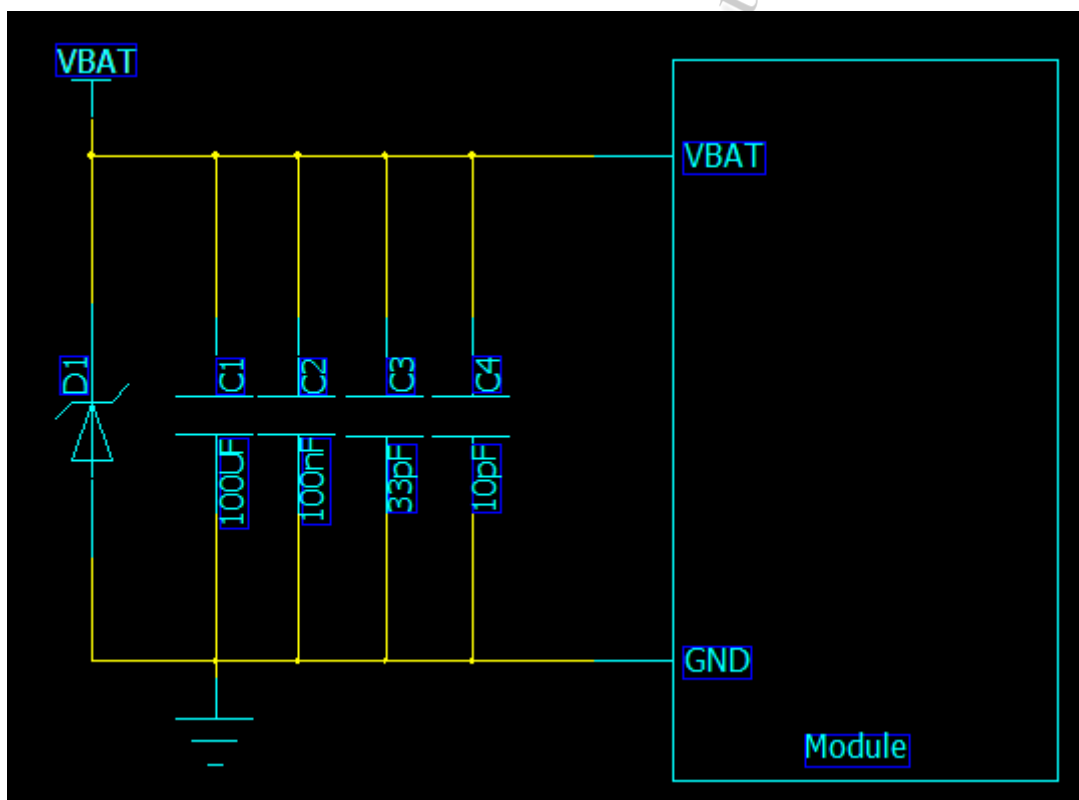 VBAT
VBAT
D1
C1
C2
C3
C4
100UF
100nF
33pF
10pF
GND
Module